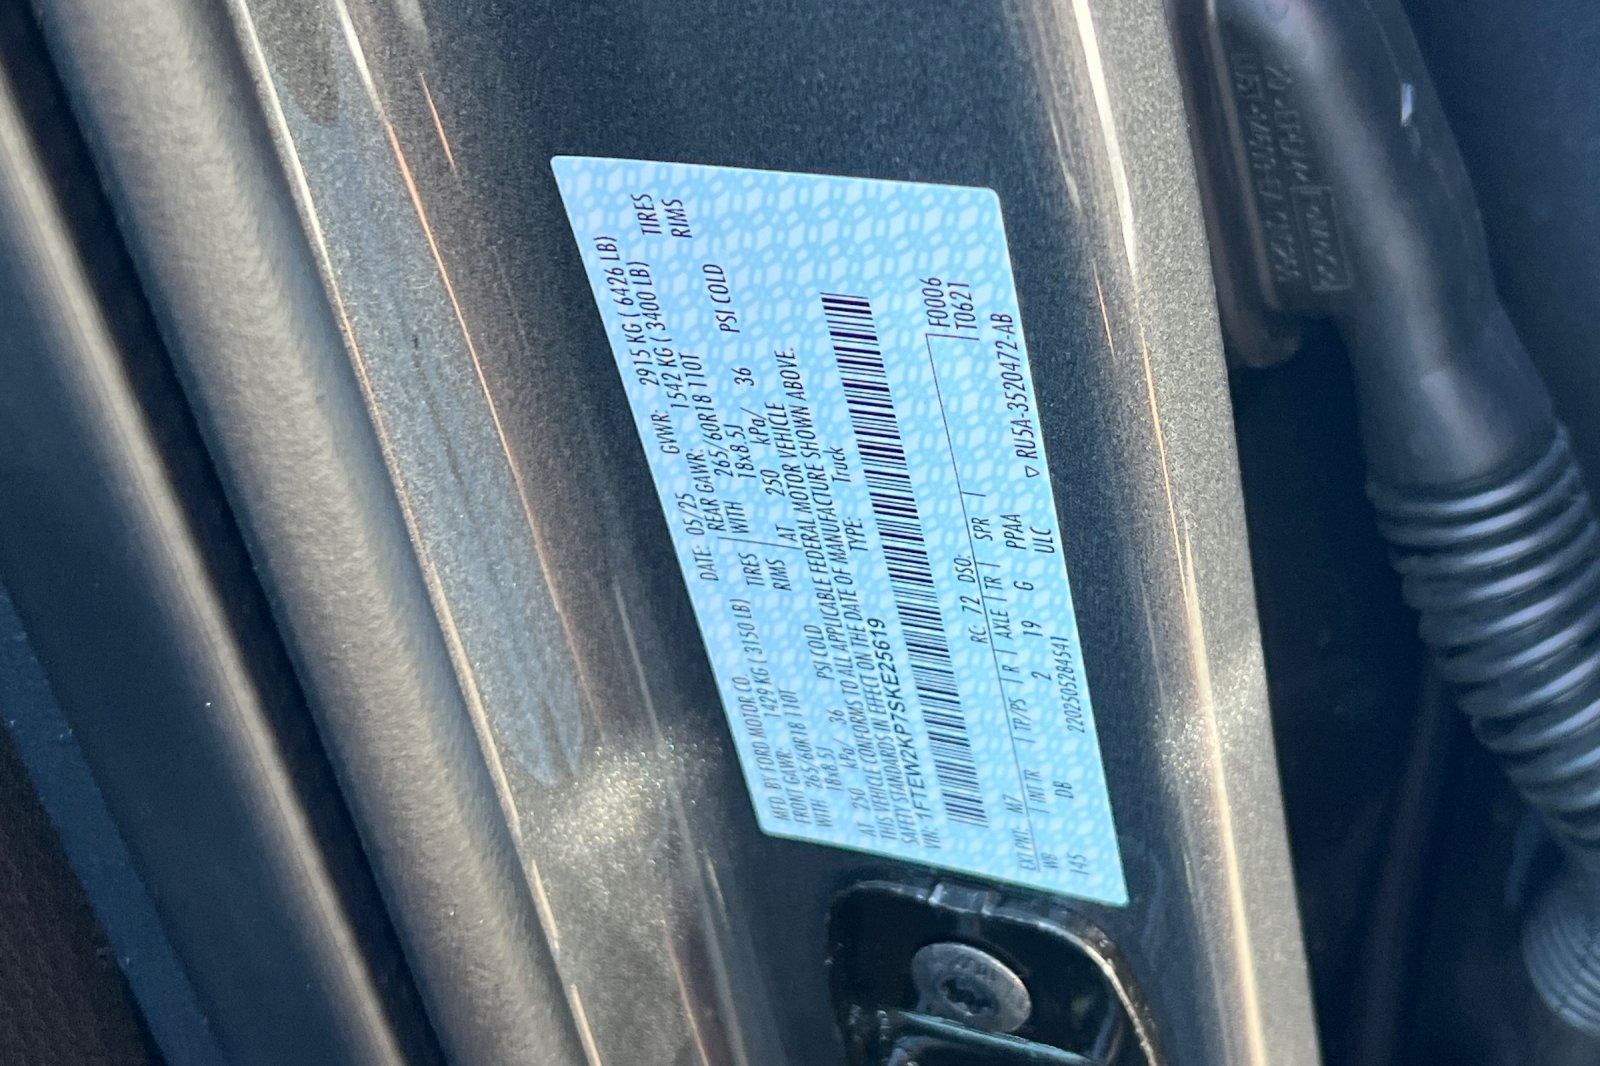 MFD. BY FORD MOTOR CO. DATE: 05/25 GVWR: 2915 KG ( 6426 LB)
FRONT GAWR: 1429 KG ( 3150 LB) REAR GAWR: 1542 KG ( 3400 LB)
WITH 265/60R18 110T TIRES WITH 265/60R18 110T TIRES
18x8.5J RIMS 18x8.5J RIMS
AT 250 kPa/ 36 PSI COLD AT 250 kPa/ 36 PSI COLD
THIS VEHICLE CONFORMS TO ALL APPLICABLE FEDERAL MOTOR VEHICLE
SAFETY STANDARDS IN EFFECT ON THE DATE OF MANUFACTURE SHOWN ABOVE.
VIN: 1FTEW2KP7SKE25619 TYPE: Truck
F0006
T0621
EXT PNT: M7 RC: 72 DSO:
WB INT TR TP/PS R AXLE TR SPR
145 DB 2 19 G PPAA
2202505284541 ULC ▽ RU5A-3520472-AB